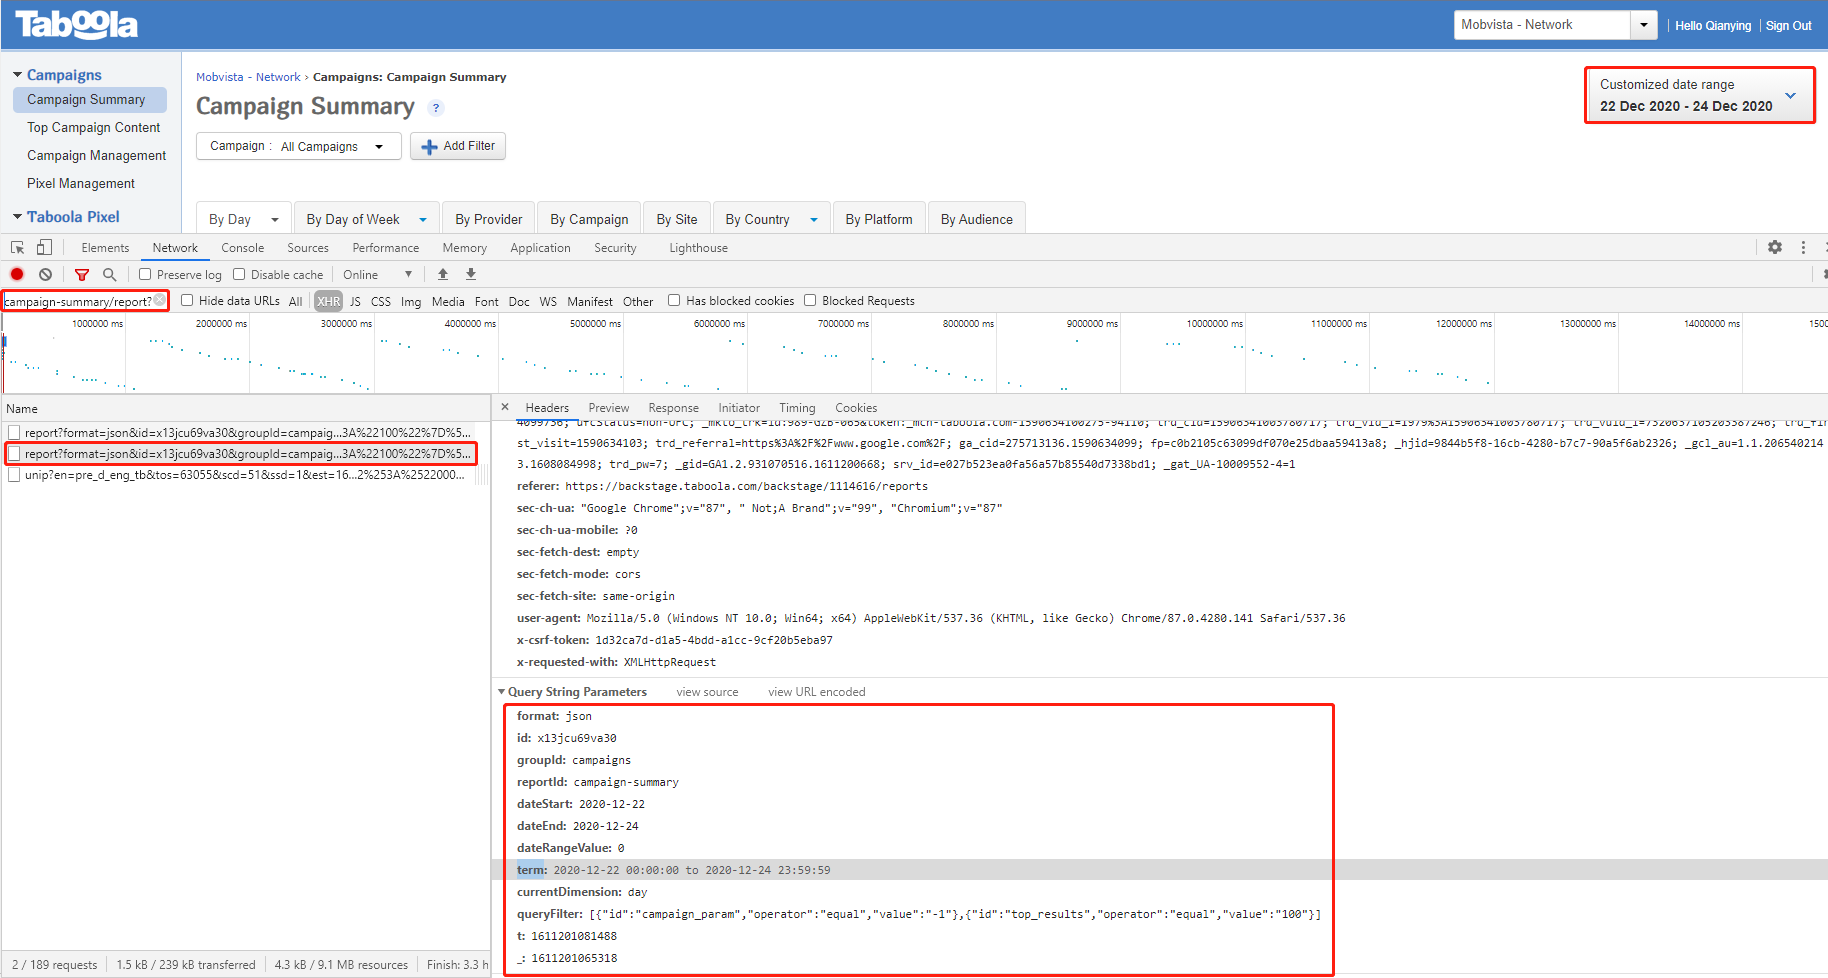 Taboola
Mobvista - Network
Hello Qianying
Sign Out
Campaigns
Campaign Summary
Top Campaign Content
Campaign Management
Pixel Management
Taboola Pixel
Mobvista - Network › Campaigns: Campaign Summary
Campaign Summary ?
Customized date range
22 Dec 2020 - 24 Dec 2020
Campaign : All Campaigns
Add Filter
By Day
By Day of Week
By Provider
By Campaign
By Site
By Country
By Platform
By Audience
Elements Network Console Sources Performance Memory Application Security Lighthouse
Preserve log Disable cache Online
campaign-summary/report? Hide data URLs All XHR JS CSS Img Media Font Doc WS Manifest Other Has blocked cookies Blocked Requests
1000000 ms 2000000 ms 3000000 ms 4000000 ms 5000000 ms 6000000 ms 7000000 ms 8000000 ms 9000000 ms 10000000 ms 11000000 ms 12000000 ms 13000000 ms 14000000 ms 1500
Name
report?format=json&id=x13jcu69va30&groupId=campaig...3A%22100%22%7D%5...
report?format=json&id=x13jcu69va30&groupId=campaig...3A%22100%22%7D%5...
unip?en=pre_d_eng_tb&tos=63055&scd=51&ssd=1&est=16...2%253A%2522000...
2 / 189 requests 1.5 kB / 239 kB transferred 4.3 kB / 9.1 MB resources Finish: 3.3 h
Headers Preview Response Initiator Timing Cookies
st_visit=1590634103; trd_referral=https%3A%2F%2Fwww.google.com%2F; ga_cid=275713136.1590634099; fp=c0b2105c63099df070e25dbaa59413a8; _hjid=9844b5f8-16cb-4280-b7c7-90a5f6ab2326; _gcl_au=1.1.206540214
3.1608084998; trd_pw=7; _gid=GA1.2.931070516.1611200668; srv_id=e027b523ea0fa56a57b85540d7338bd1; _gat_UA-10009552-4=1
referer: https://backstage.taboola.com/backstage/1114616/reports
sec-ch-ua: "Google Chrome";v="87", " Not;A Brand";v="99", "Chromium";v="87"
sec-ch-ua-mobile: ?0
sec-fetch-dest: empty
sec-fetch-mode: cors
sec-fetch-site: same-origin
user-agent: Mozilla/5.0 (Windows NT 10.0; Win64; x64) AppleWebKit/537.36 (KHTML, like Gecko) Chrome/87.0.4280.141 Safari/537.36
x-csrf-token: 1d32ca7d-d1a5-4bdd-a1cc-9cf20b5eba97
x-requested-with: XMLHttpRequest
Query String Parameters view source view URL encoded
format: json
id: x13jcu69va30
groupId: campaigns
reportId: campaign-summary
dateStart: 2020-12-22
dateEnd: 2020-12-24
dateRangeValue: 0
term: 2020-12-22 00:00:00 to 2020-12-24 23:59:59
currentDimension: day
queryFilter: [{"id":"campaign_param","operator":"equal","value":"-1"},{"id":"top_results","operator":"equal","value":"100"}]
t: 1611201081488
_: 1611201065318